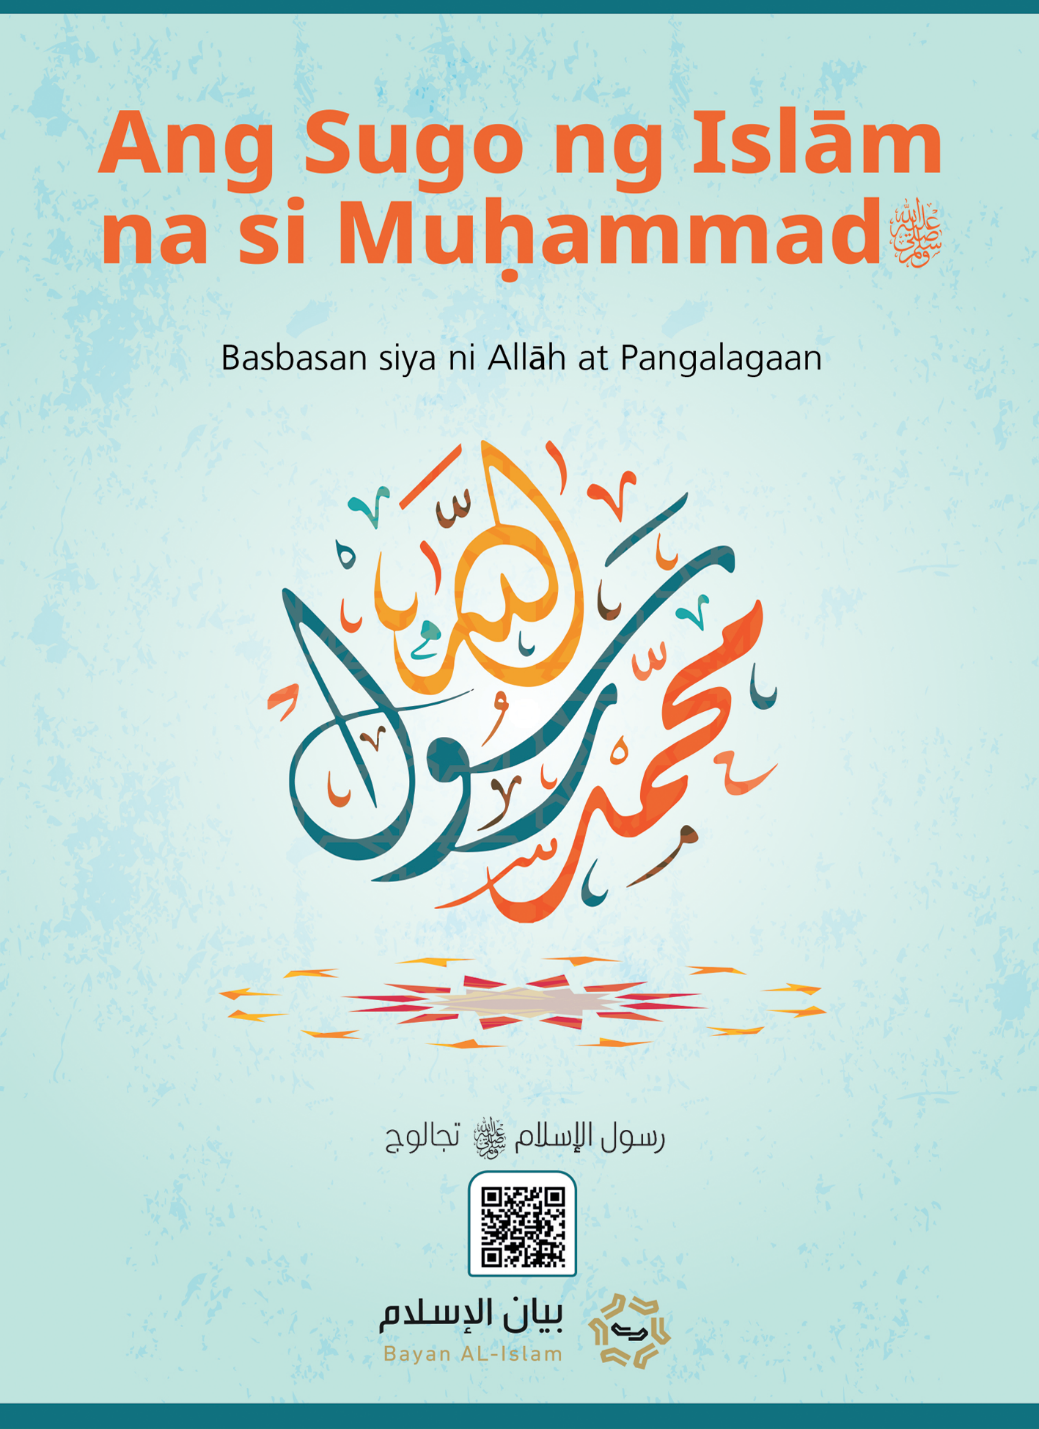 Ang Sugo ng Islām
na si Muḥammad ﷺ
Basbasan siya ni Allāh at Pangalagaan
محمد رسول الله
رسول الإسلام ﷺ تجالوج
بيان الإسلام
Bayan AL-Islam